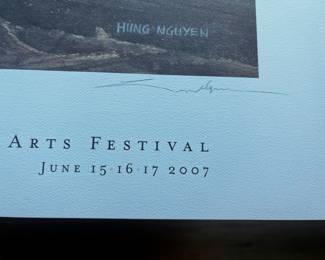 HUNG NGUYEN
ARTS FESTIVAL
JUNE 15·16·17 2007